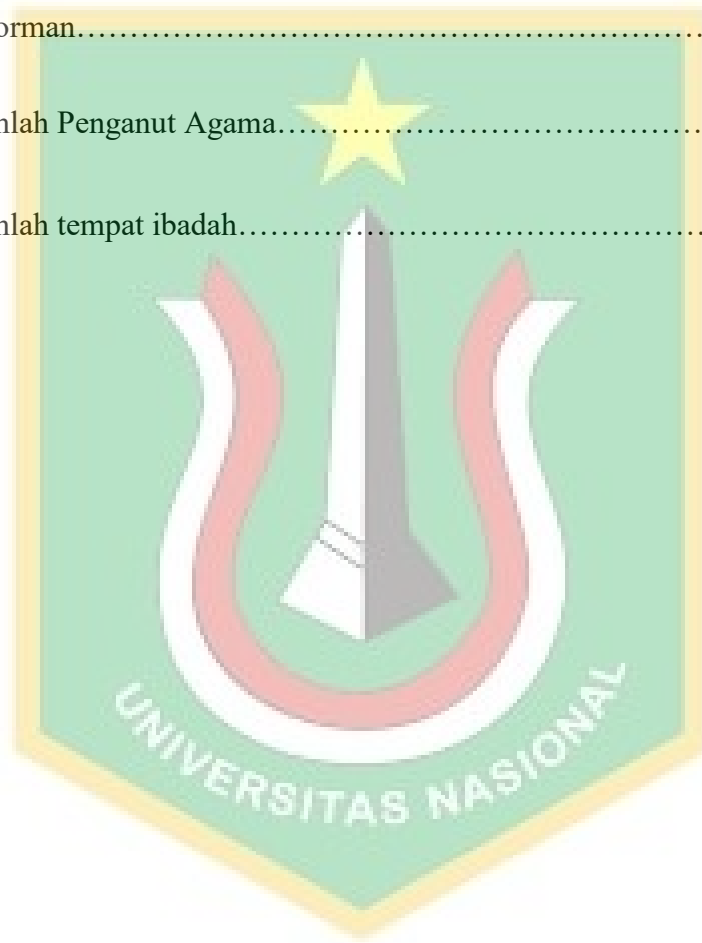 orman……………………………………………………
nlah Penganut Agama……………………………………
nlah tempat ibadah………………………………………
UNIVERSITAS NASIONAL